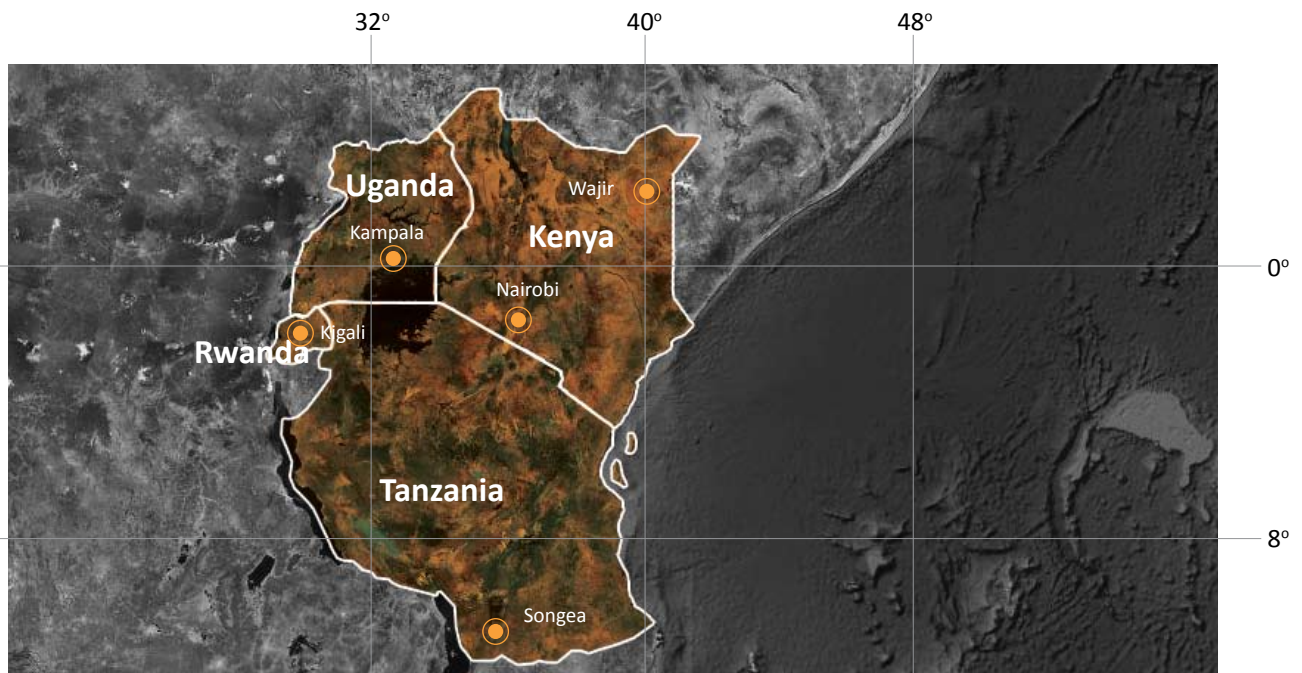 32º
40º
48º
Uganda
Wajir
Kampala
Kenya
0º
Nairobi
Kigali
Rwanda
Tanzania
8º
Songea